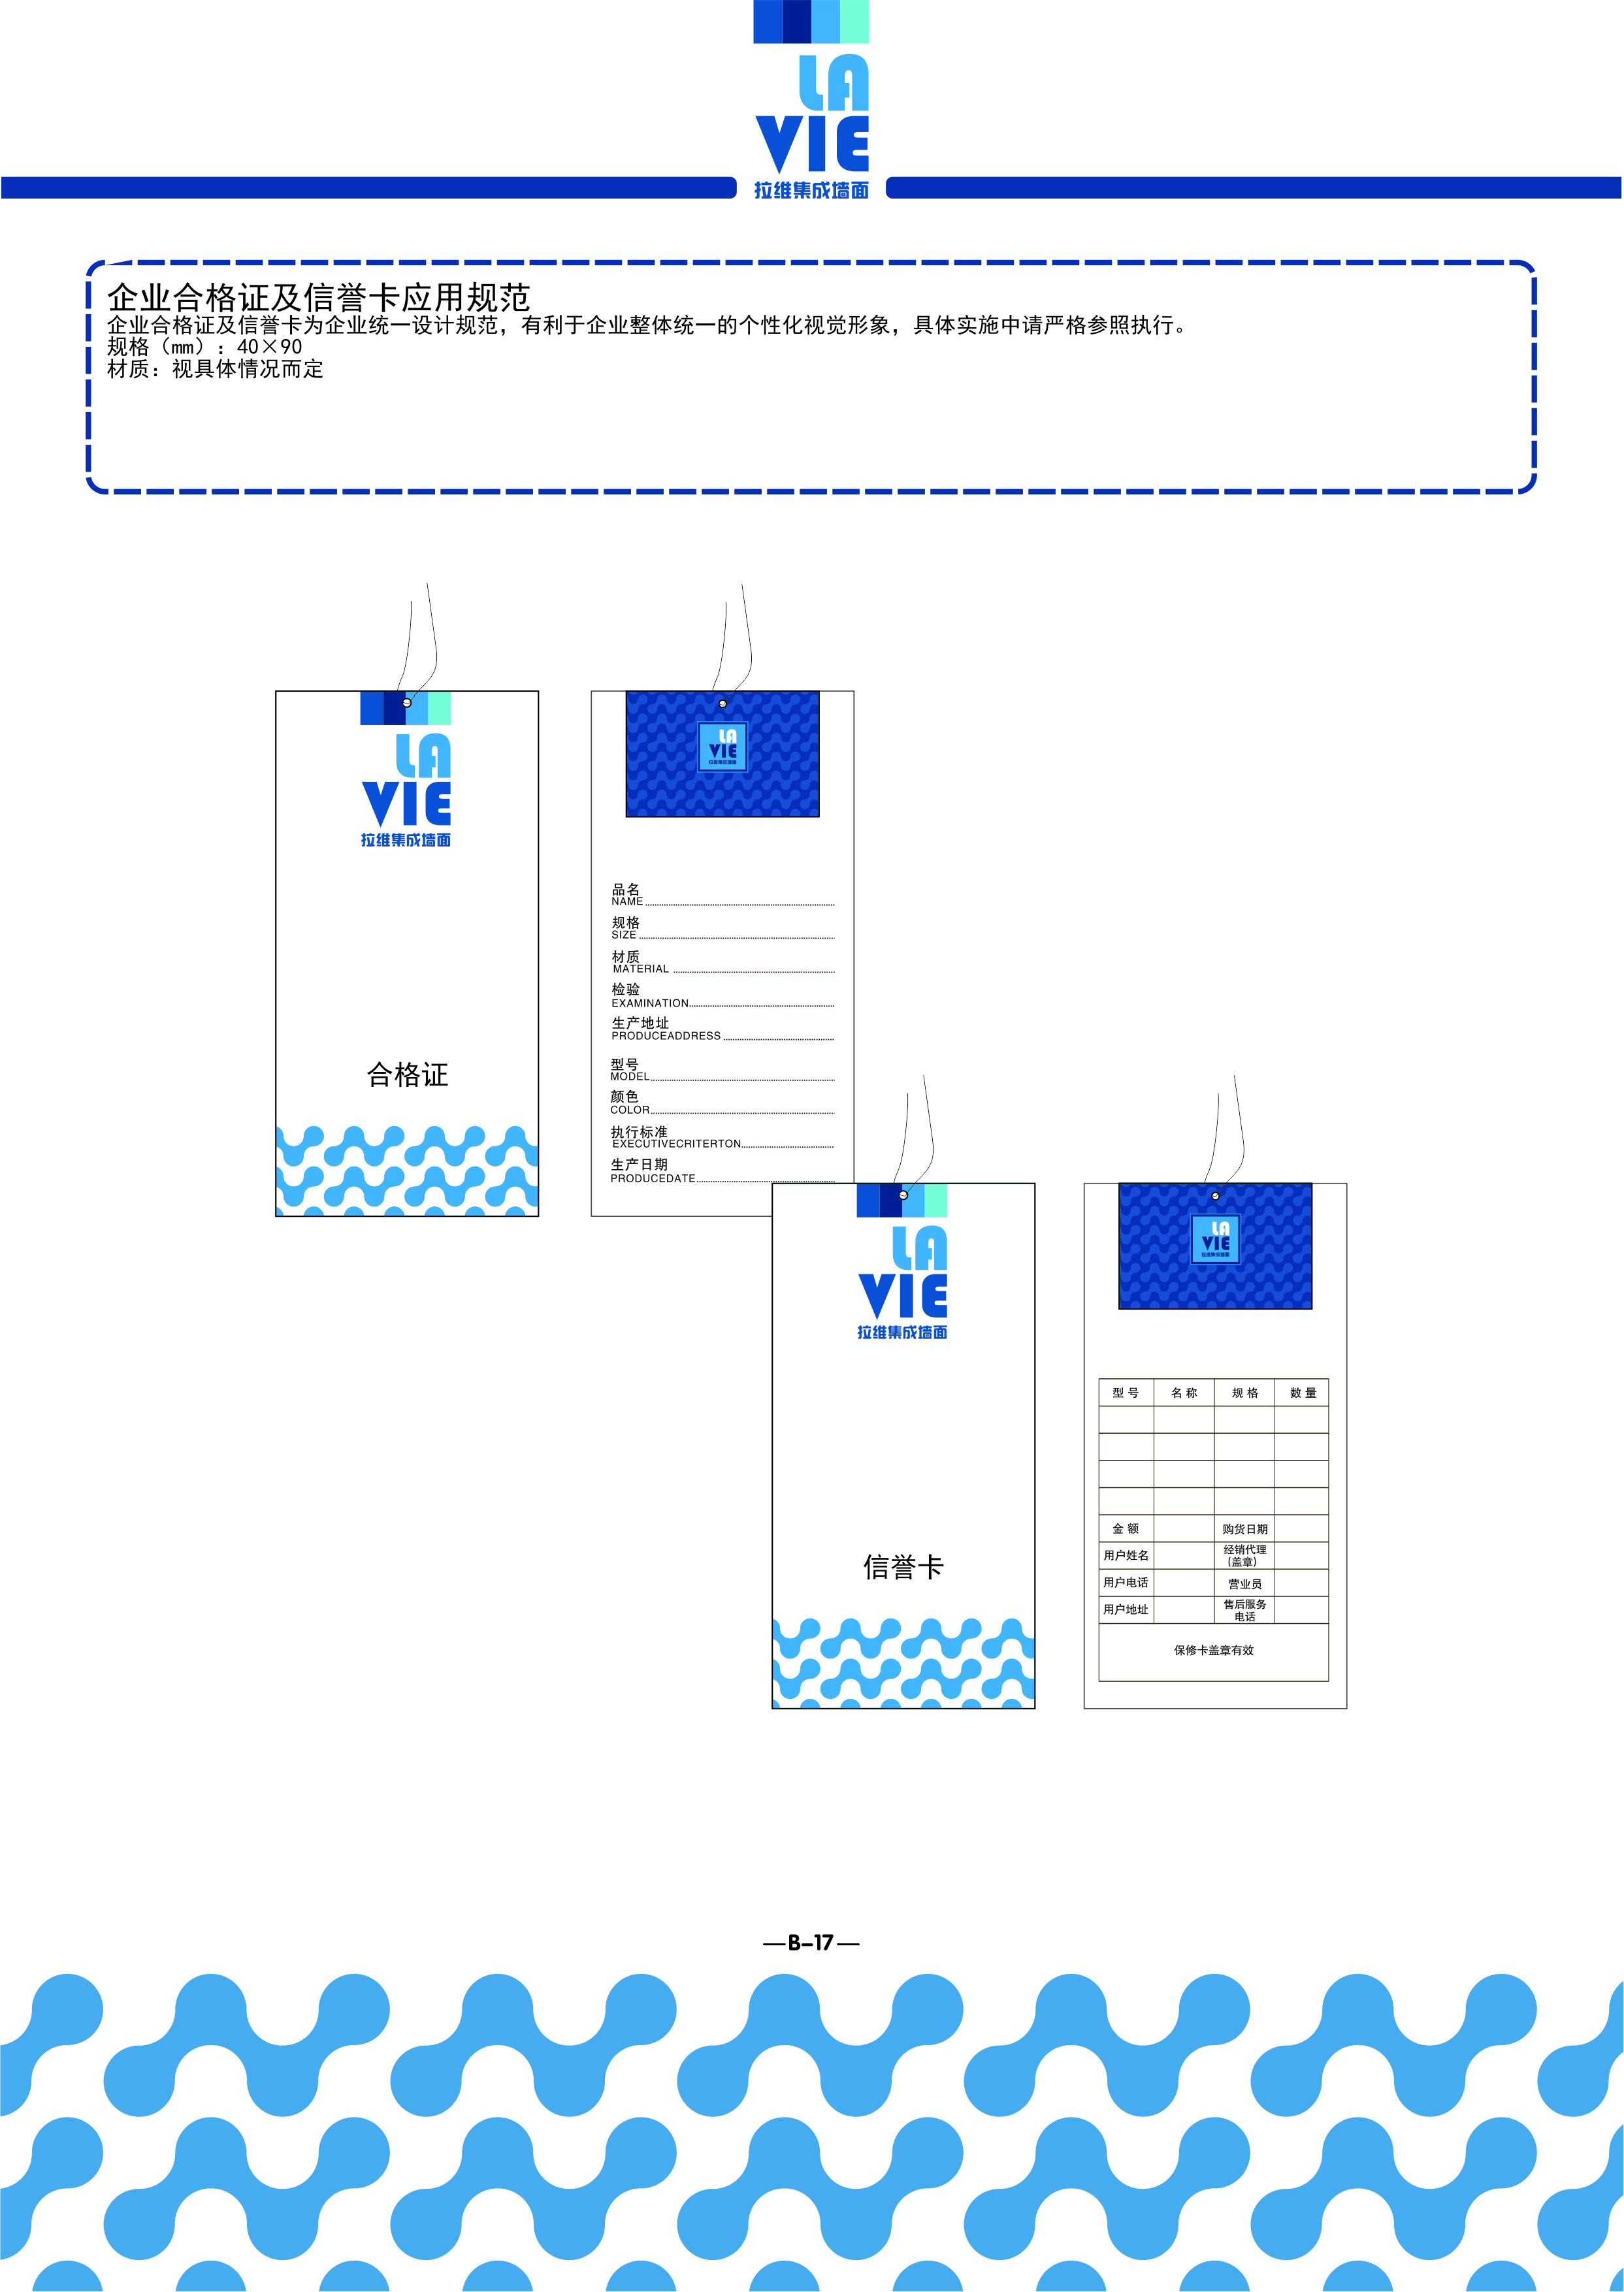 LA
VIE
拉维集成墙面
企业合格证及信誉卡应用规范
企业合格证及信誉卡为企业统一设计规范，有利于企业整体统一的个性化视觉形象，具体实施中请严格参照执行。
规格（mm）：40×90
材质：视具体情况而定
LA
VIE
拉维集成墙面
合格证
LA
VIE
拉维集成墙面
品名
NAME
规格
SIZE
材质
MATERIAL
检验
EXAMINATION
生产地址
PRODUCEADDRESS
型号
MODEL
颜色
COLOR
执行标准
EXECUTIVECRITERTON
生产日期
PRODUCEDATE
LA
VIE
拉维集成墙面
信誉卡
LA
VIE
拉维集成墙面
型号 名称 规格 数量
金额 购货日期
用户姓名 经销代理
(盖章)
用户电话 营业员
用户地址 售后服务
电话
保修卡盖章有效
—B-17—